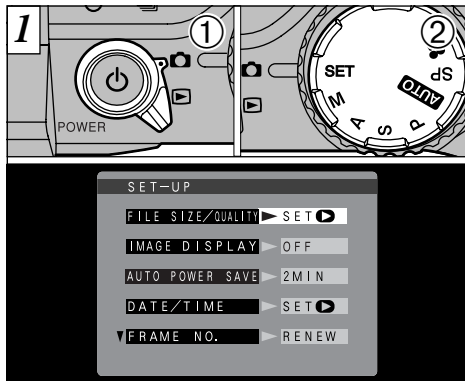 1
①
②
POWER
SET
M
A
S
P
AUTO
SP
SET-UP
FILE SIZE/QUALITY SET
IMAGE DISPLAY OFF
AUTO POWER SAVE 2MIN
DATE/TIME SET
FRAME NO. RENEW